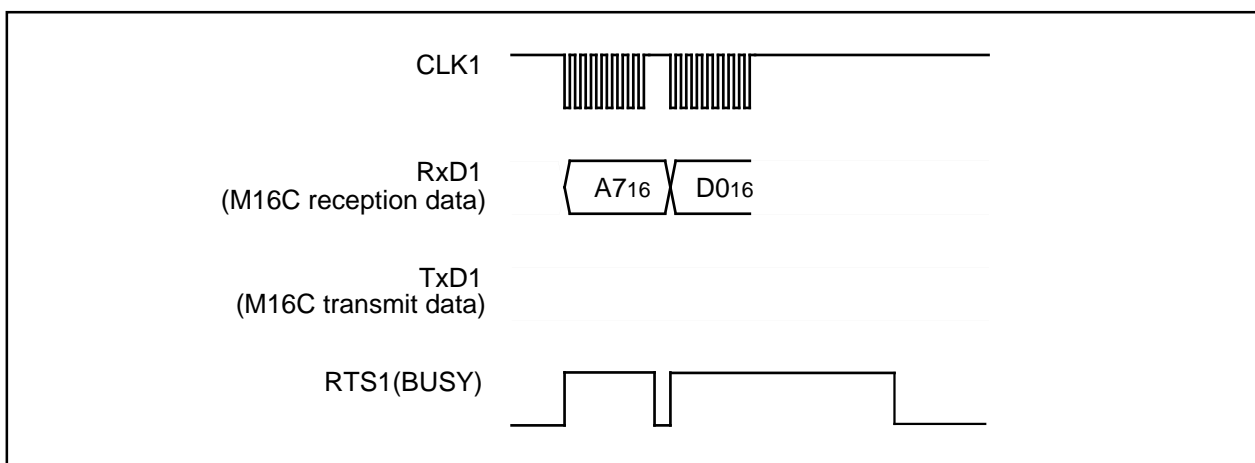 CLK1
RxD1
(M16C reception data)
A716
D016
TxD1
(M16C transmit data)
RTS1(BUSY)